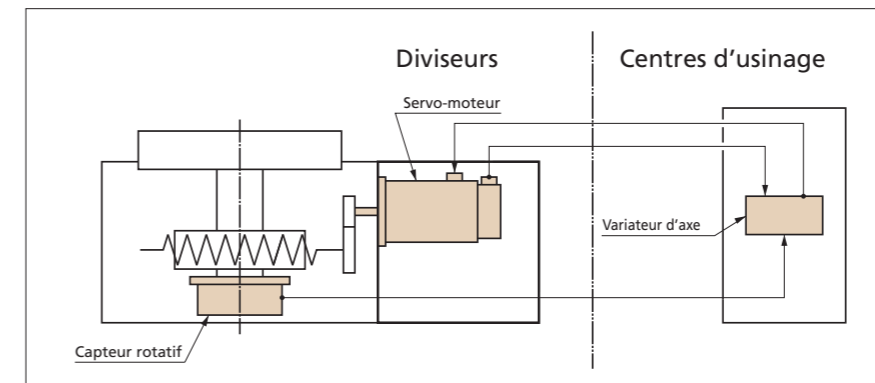 Diviseurs
Centres d'usinage
Servo-moteur
Variateur d'axe
Capteur rotatif